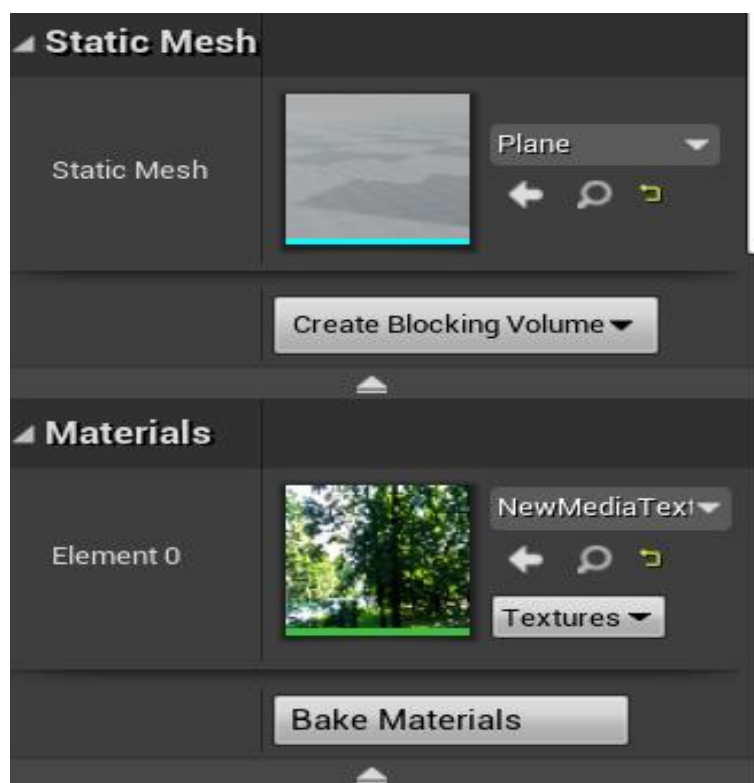 Static Mesh
Static Mesh
Plane
Create Blocking Volume
Materials
Element 0
NewMediaText
Textures
Bake Materials